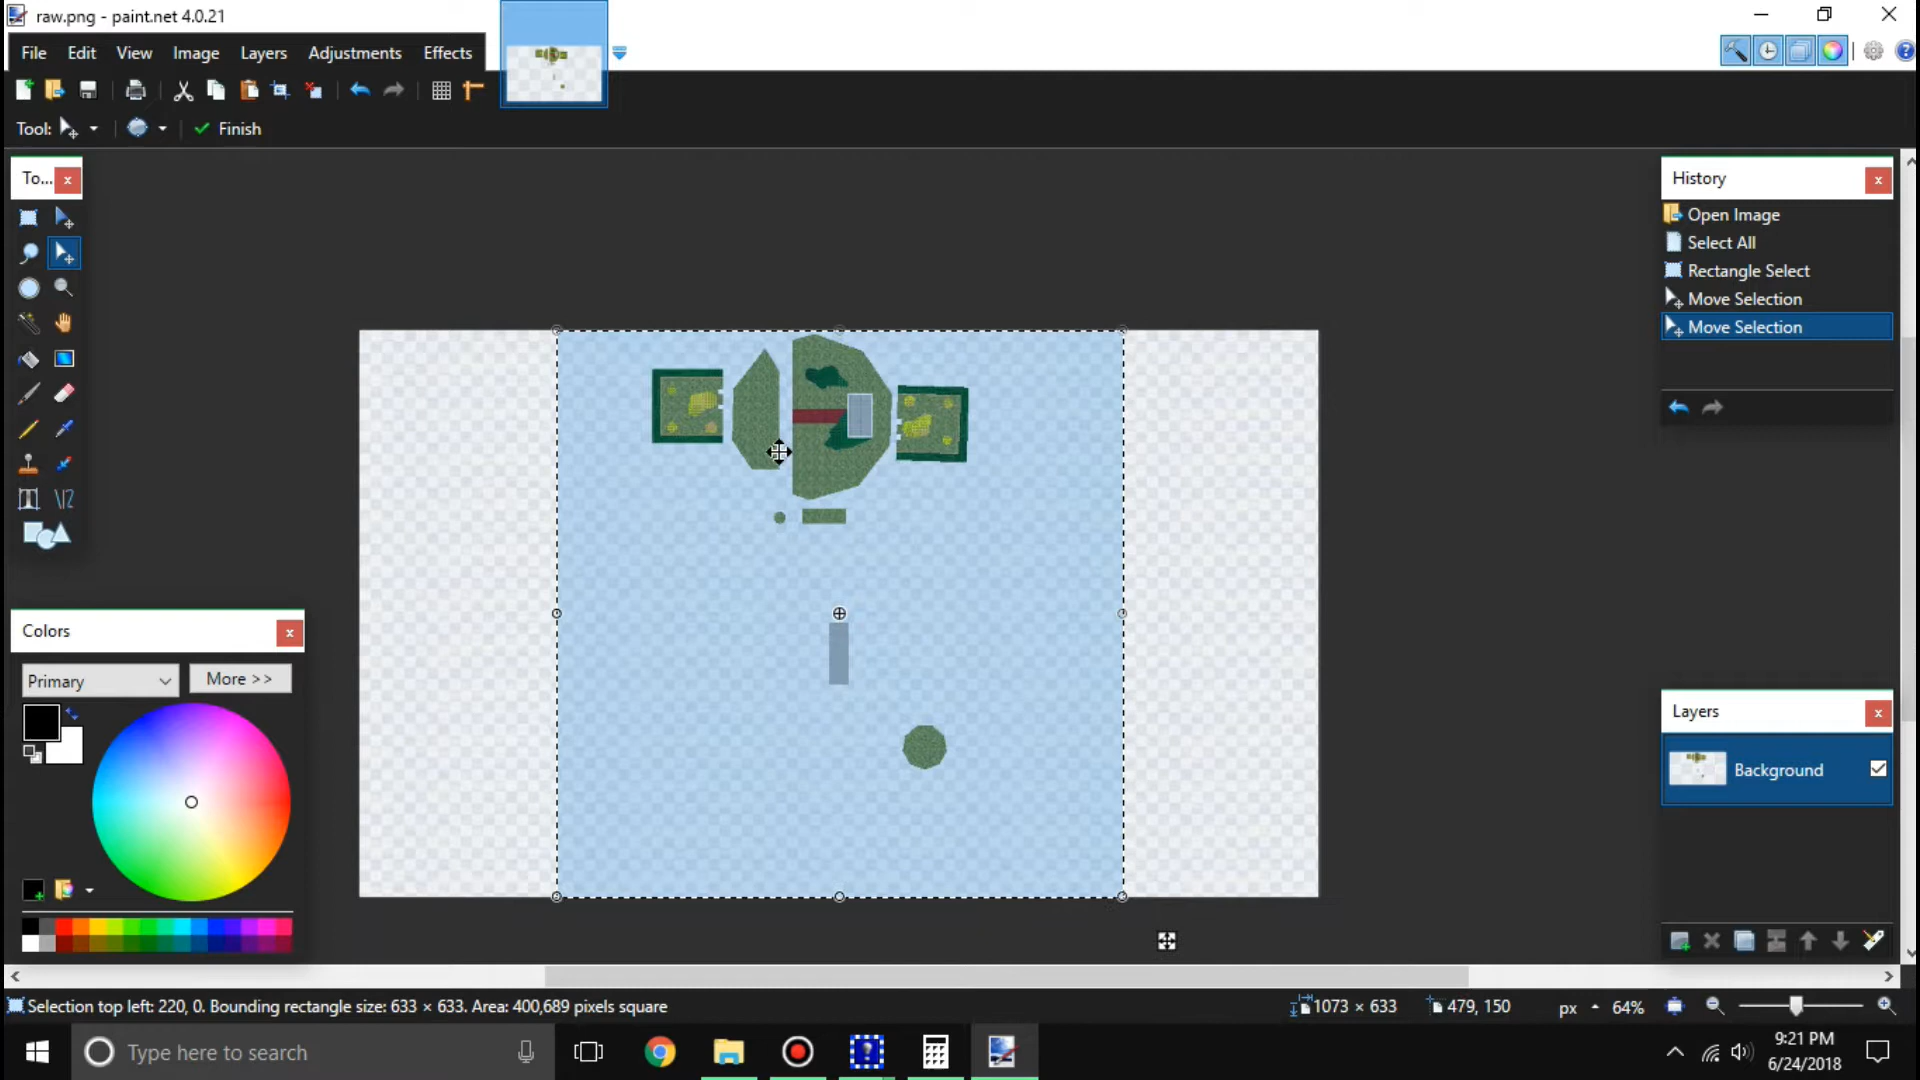 raw.png - paint.net 4.0.21
File Edit View Image Layers Adjustments Effects
Tool: Finish
To...
History
Open Image
Select All
Rectangle Select
Move Selection
Move Selection
Colors
Primary
More >>
Layers
Background
Selection top left: 220, 0. Bounding rectangle size: 633 × 633. Area: 400,689 pixels square
1073 × 633
479, 150
px
64%
Type here to search
9:21 PM
6/24/2018